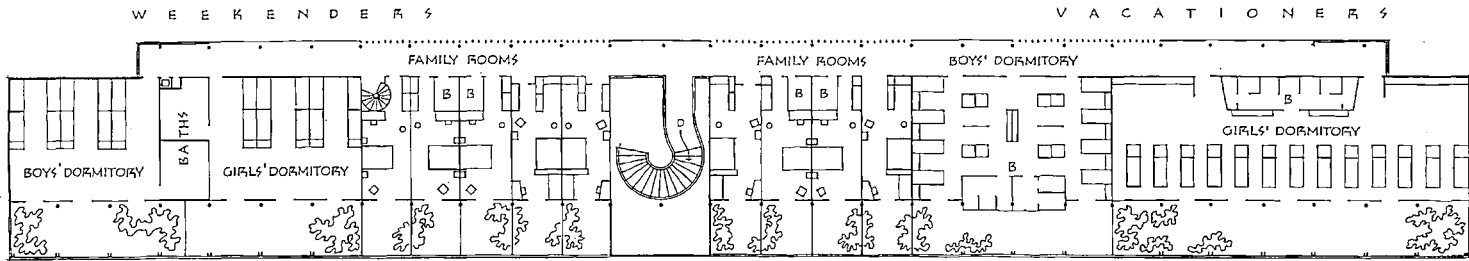 WEEKENDERS
VACATIONERS
FAMILY ROOMS
FAMILY ROOMS
BOYS' DORMITORY
B B
B B
B
BATHS
GIRLS' DORMITORY
BOYS' DORMITORY
GIRLS' DORMITORY
B